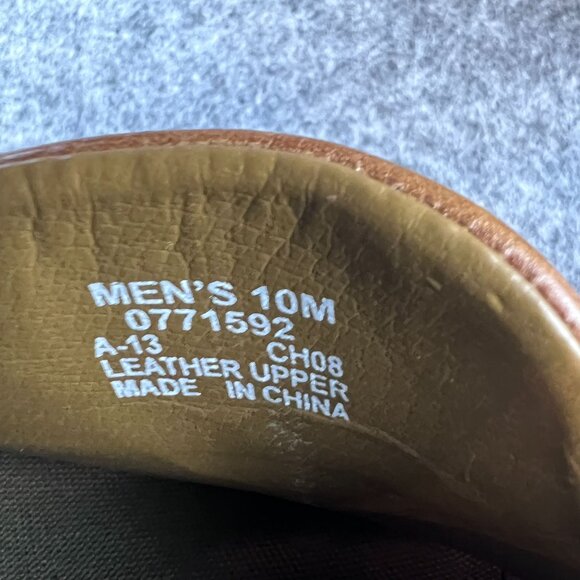 MEN'S 10M
0771592
A-13 CH08
LEATHER UPPER
MADE IN CHINA